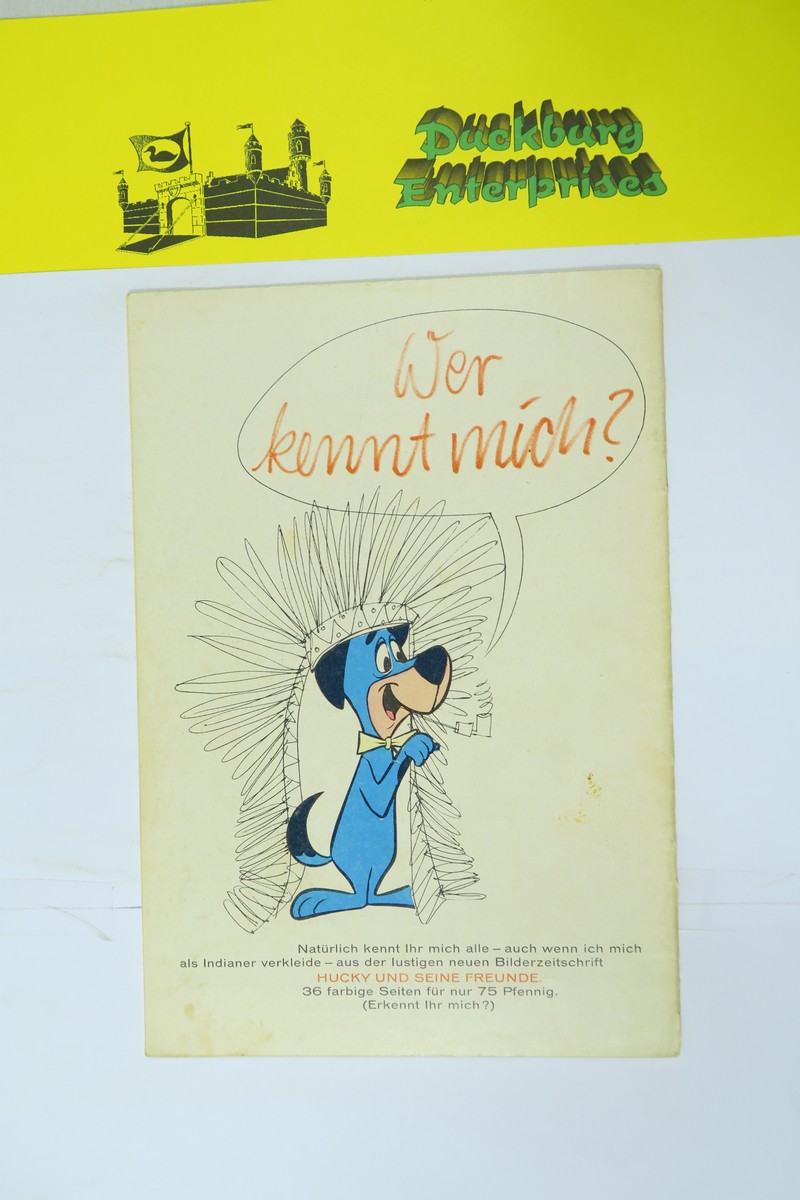 Duckburg
Enterprises
Wer
kennt mich?
Natürlich kennt Ihr mich alle – auch wenn ich mich
als Indianer verkleide – aus der lustigen neuen Bilderzeitschrift
HUCKY UND SEINE FREUNDE.
36 farbige Seiten für nur 75 Pfennig.
(Erkennt Ihr mich?)